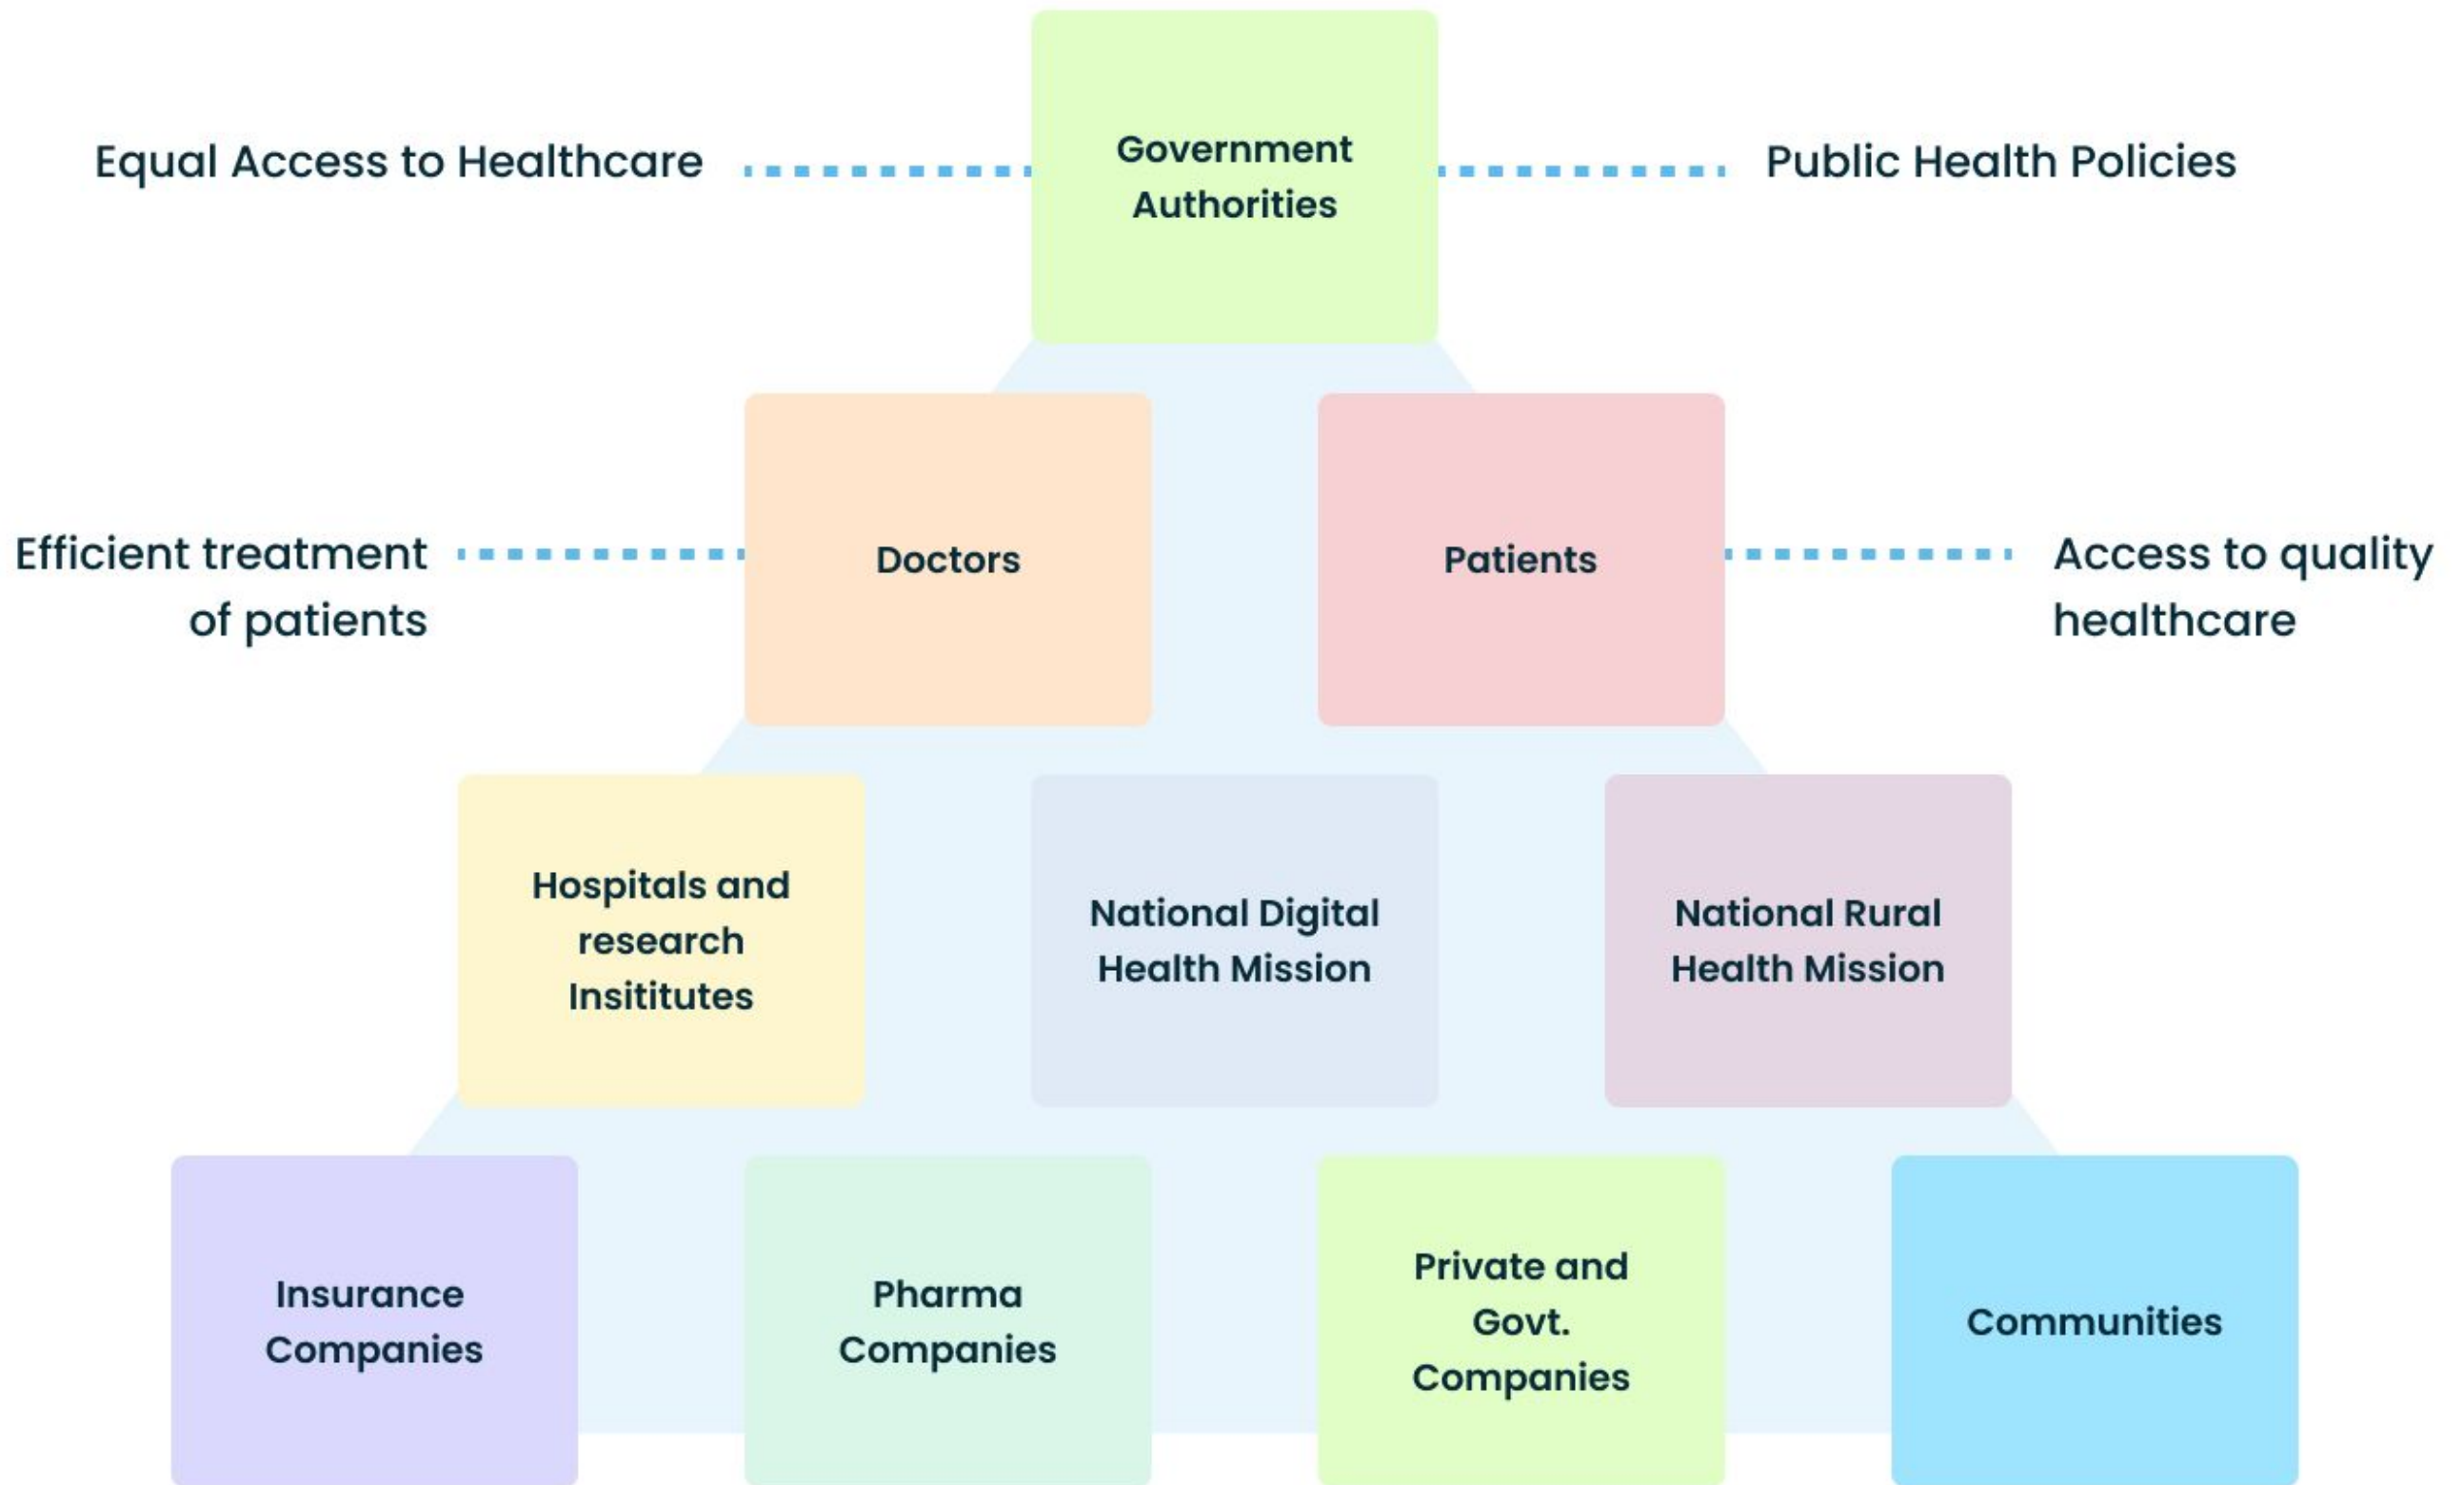 Equal Access to Healthcare
Government
Authorities
Public Health Policies
Efficient treatment
of patients
Doctors
Patients
Access to quality
healthcare
Hospitals and
research
Insititutes
National Digital
Health Mission
National Rural
Health Mission
Insurance
Companies
Pharma
Companies
Private and
Govt.
Companies
Communities